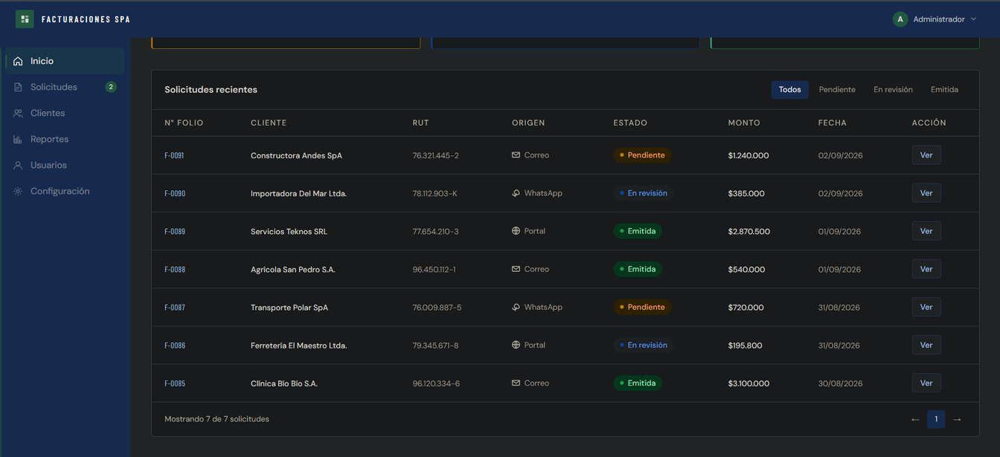 FACTURACIONES SPA
A Administrador
Inicio
Solicitudes 2
Clientes
Reportes
Usuarios
Configuración
Solicitudes recientes
Todos Pendiente En revisión Emitida
N° FOLIO CLIENTE RUT ORIGEN ESTADO MONTO FECHA ACCIÓN
F-0091 Constructora Andes SpA 76.321.445-2 Correo Pendiente $1.240.000 02/09/2026 Ver
F-0090 Importadora Del Mar Ltda. 78.112.903-K WhatsApp En revisión $385.000 02/09/2026 Ver
F-0089 Servicios Teknos SRL 77.654.210-3 Portal Emitida $2.870.500 01/09/2026 Ver
F-0088 Agrícola San Pedro S.A. 96.450.112-1 Correo Emitida $540.000 01/09/2026 Ver
F-0087 Transporte Polar SpA 76.009.887-5 WhatsApp Pendiente $720.000 31/08/2026 Ver
F-0086 Ferretería El Maestro Ltda. 79.345.671-8 Portal En revisión $195.800 31/08/2026 Ver
F-0085 Clínica Bío Bío S.A. 96.120.334-6 Correo Emitida $3.100.000 30/08/2026 Ver
Mostrando 7 de 7 solicitudes
← 1 →